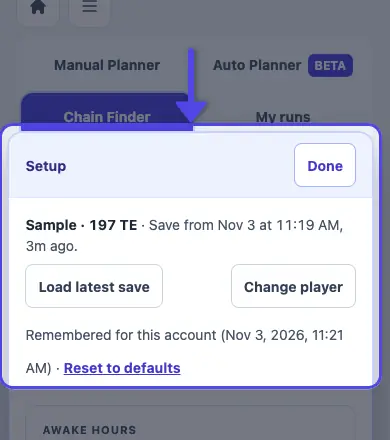 Manual Planner
Auto Planner BETA
Chain Finder
My runs
Setup
Done
Sample · 197 TE · Save from Nov 3 at 11:19 AM,
3m ago.
Load latest save
Change player
Remembered for this account (Nov 3, 2026, 11:21
AM) · Reset to defaults
AWAKE HOURS